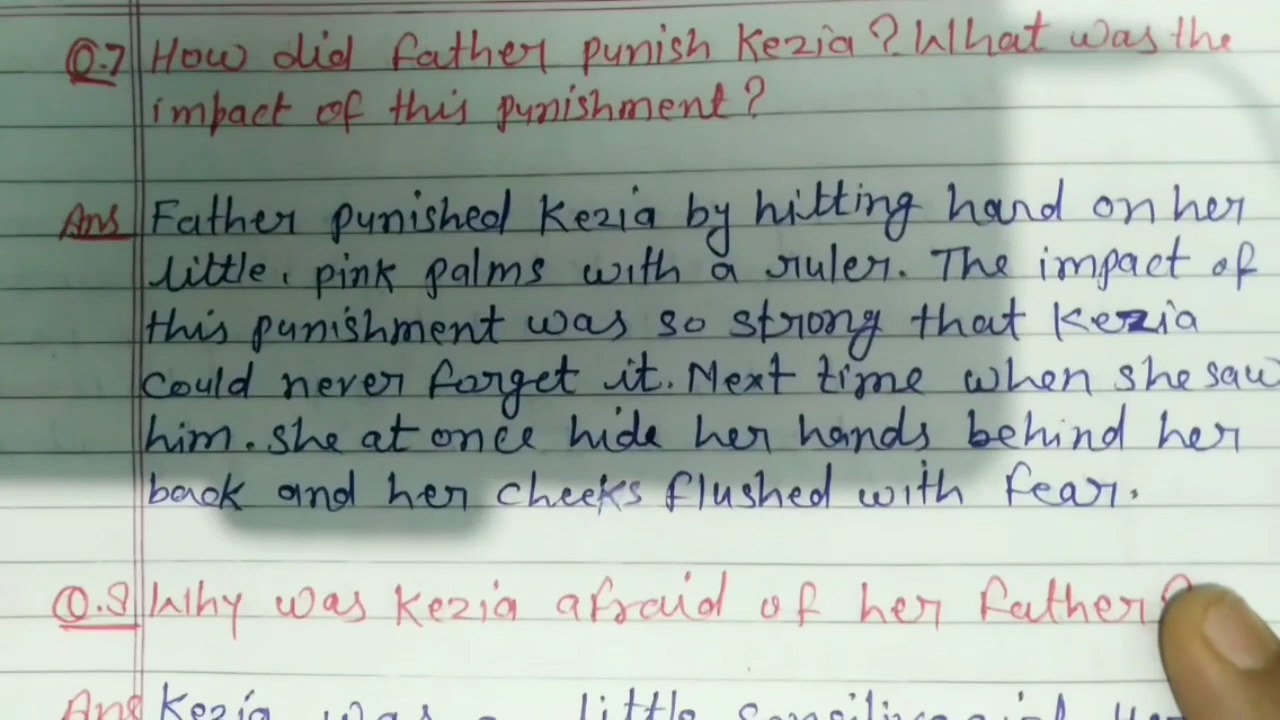 Q.7 How did father punish Kezia? What was the
impact of this punishment?
Ans Father punished Kezia by hitting hard on her
little, pink palms with a ruler. The impact of
this punishment was so strong that Kezia
could never forget it. Next time when she saw
him. she at once hide her hands behind her
back and her cheeks flushed with fear.
Q.8 Why was Kezia afraid of her father?
Ans Kezia was a little